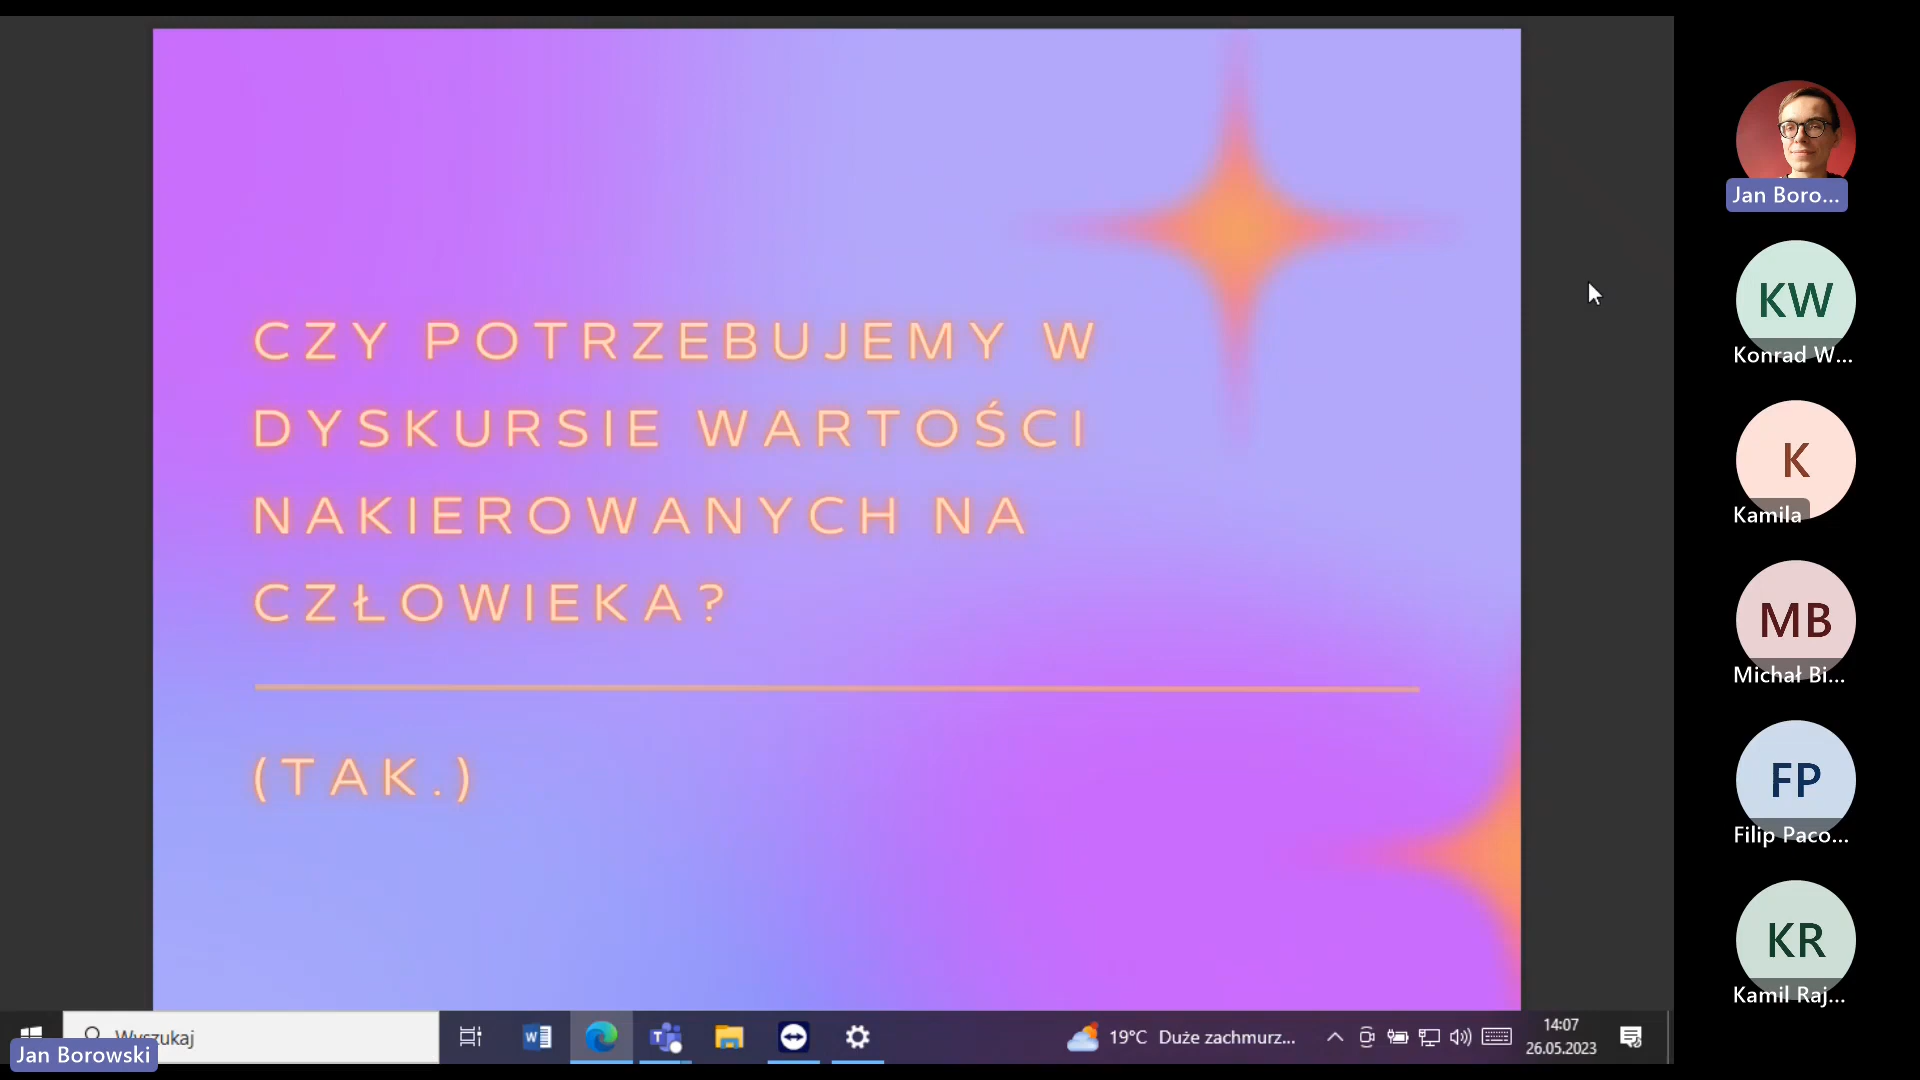 CZY POTRZEBUJEMY W
DYSKURSIE WARTOŚCI
NAKIEROWANYCH NA
CZŁOWIEKA?
(TAK.)
Jan Boro...
KW
Konrad W...
K
Kamila
MB
Michał Bi...
FP
Filip Paco...
KR
Kamil Raj...
Wyszukaj
Jan Borowski
19°C Duże zachmurz...
14:07
26.05.2023